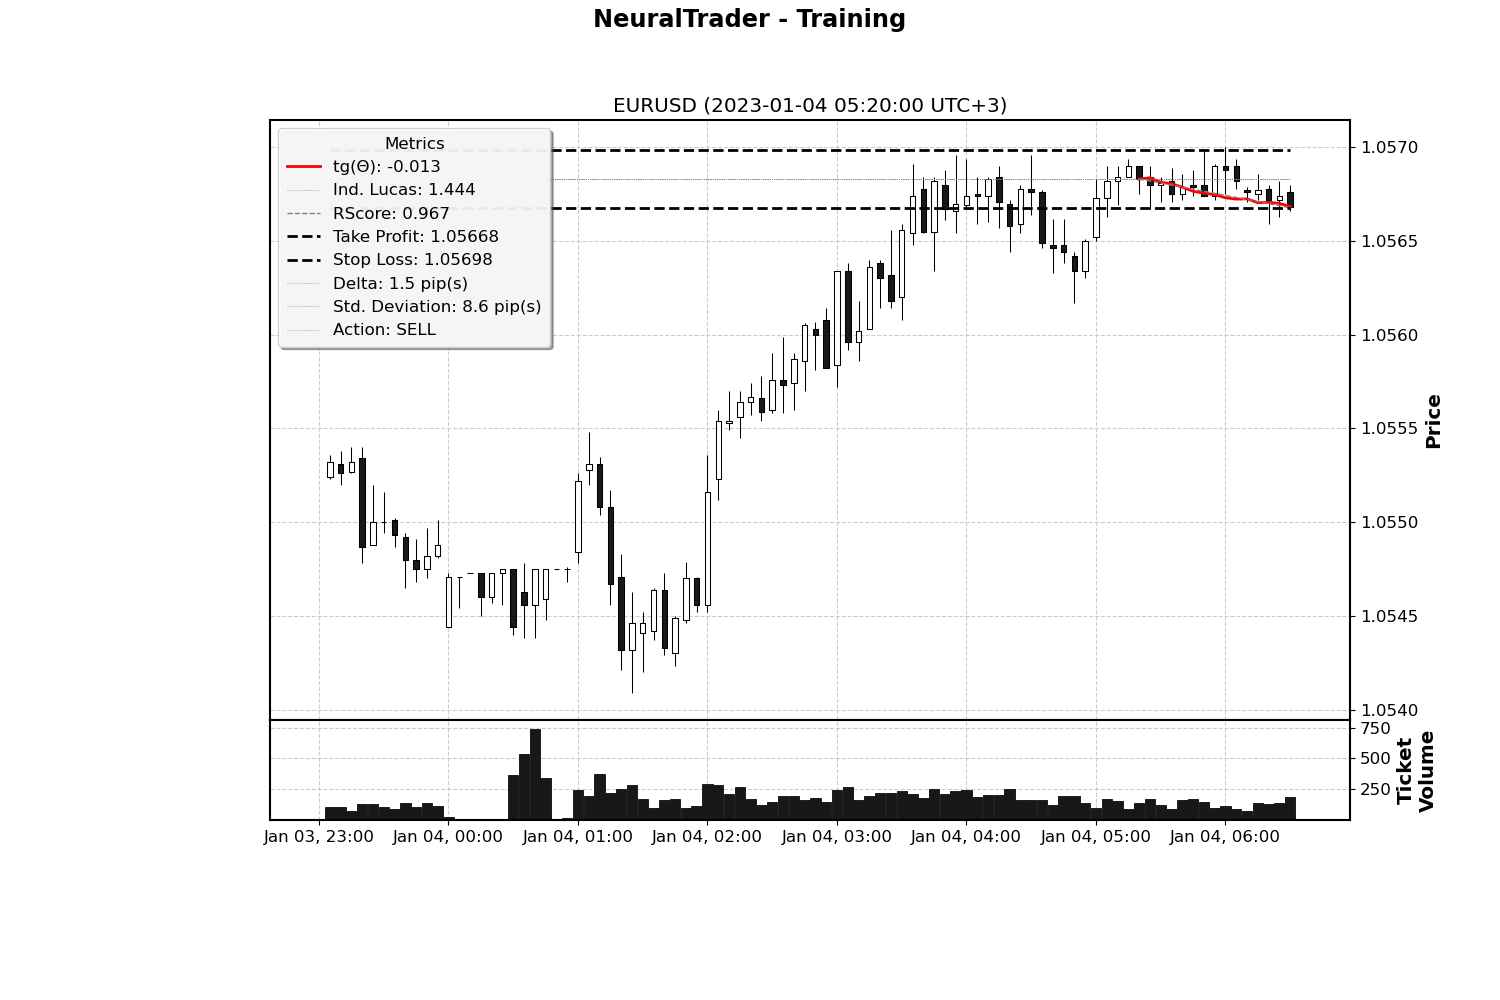 NeuralTrader - Training
EURUSD (2023-01-04 05:20:00 UTC+3)
Metrics
tg(Θ): -0.013
Ind. Lucas: 1.444
RScore: 0.967
Take Profit: 1.05668
Stop Loss: 1.05698
Delta: 1.5 pip(s)
Std. Deviation: 8.6 pip(s)
Action: SELL
1.0570
1.0565
1.0560
1.0555
1.0550
1.0545
1.0540
Price
750
500
250
Ticket
Volume
Jan 03, 23:00
Jan 04, 00:00
Jan 04, 01:00
Jan 04, 02:00
Jan 04, 03:00
Jan 04, 04:00
Jan 04, 05:00
Jan 04, 06:00